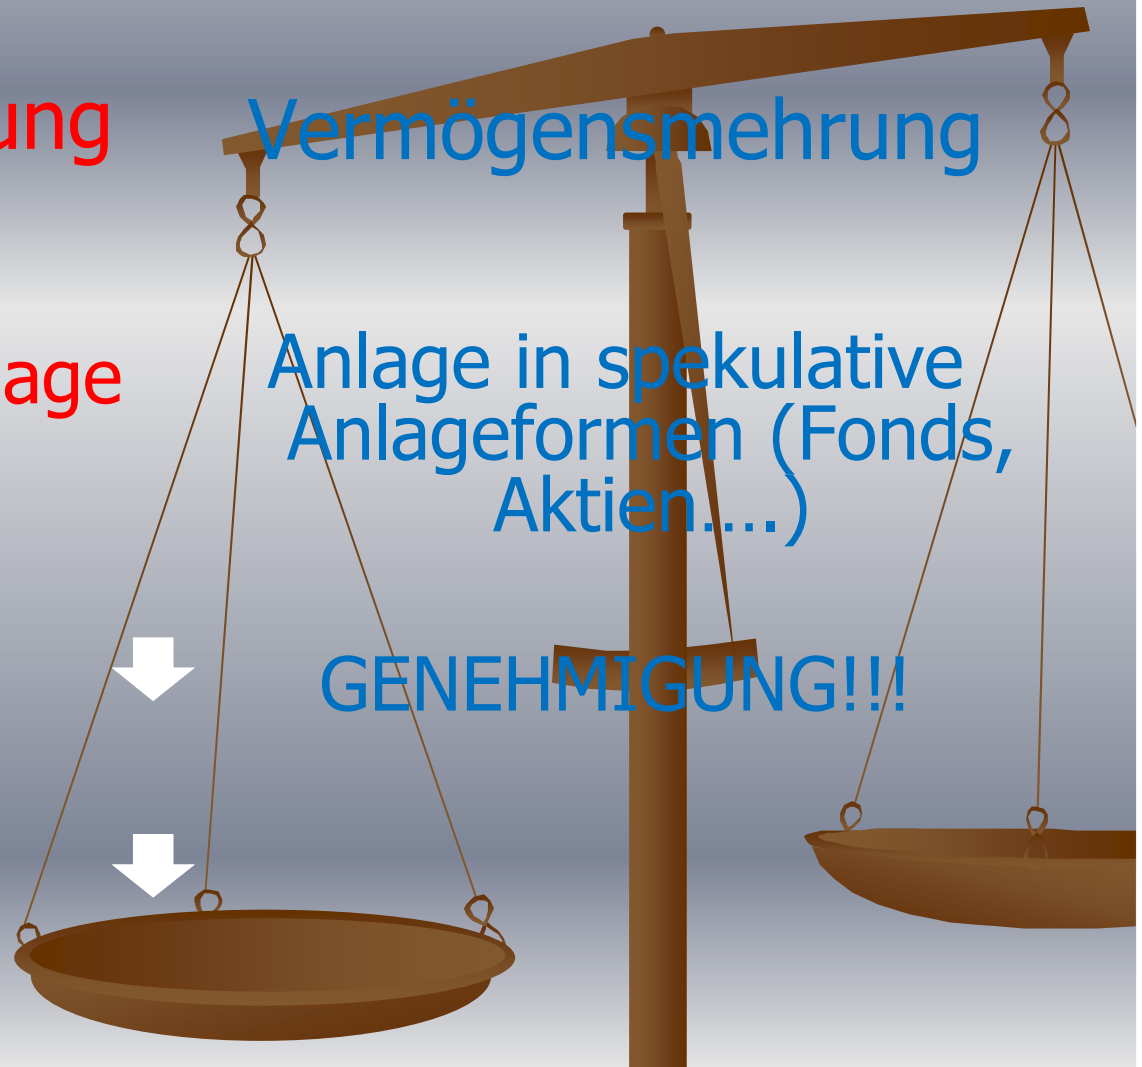 ung
Vermögensmehrung
age
Anlage in spekulative
Anlageformen (Fonds,
Aktien….)
GENEHMIGUNG!!!